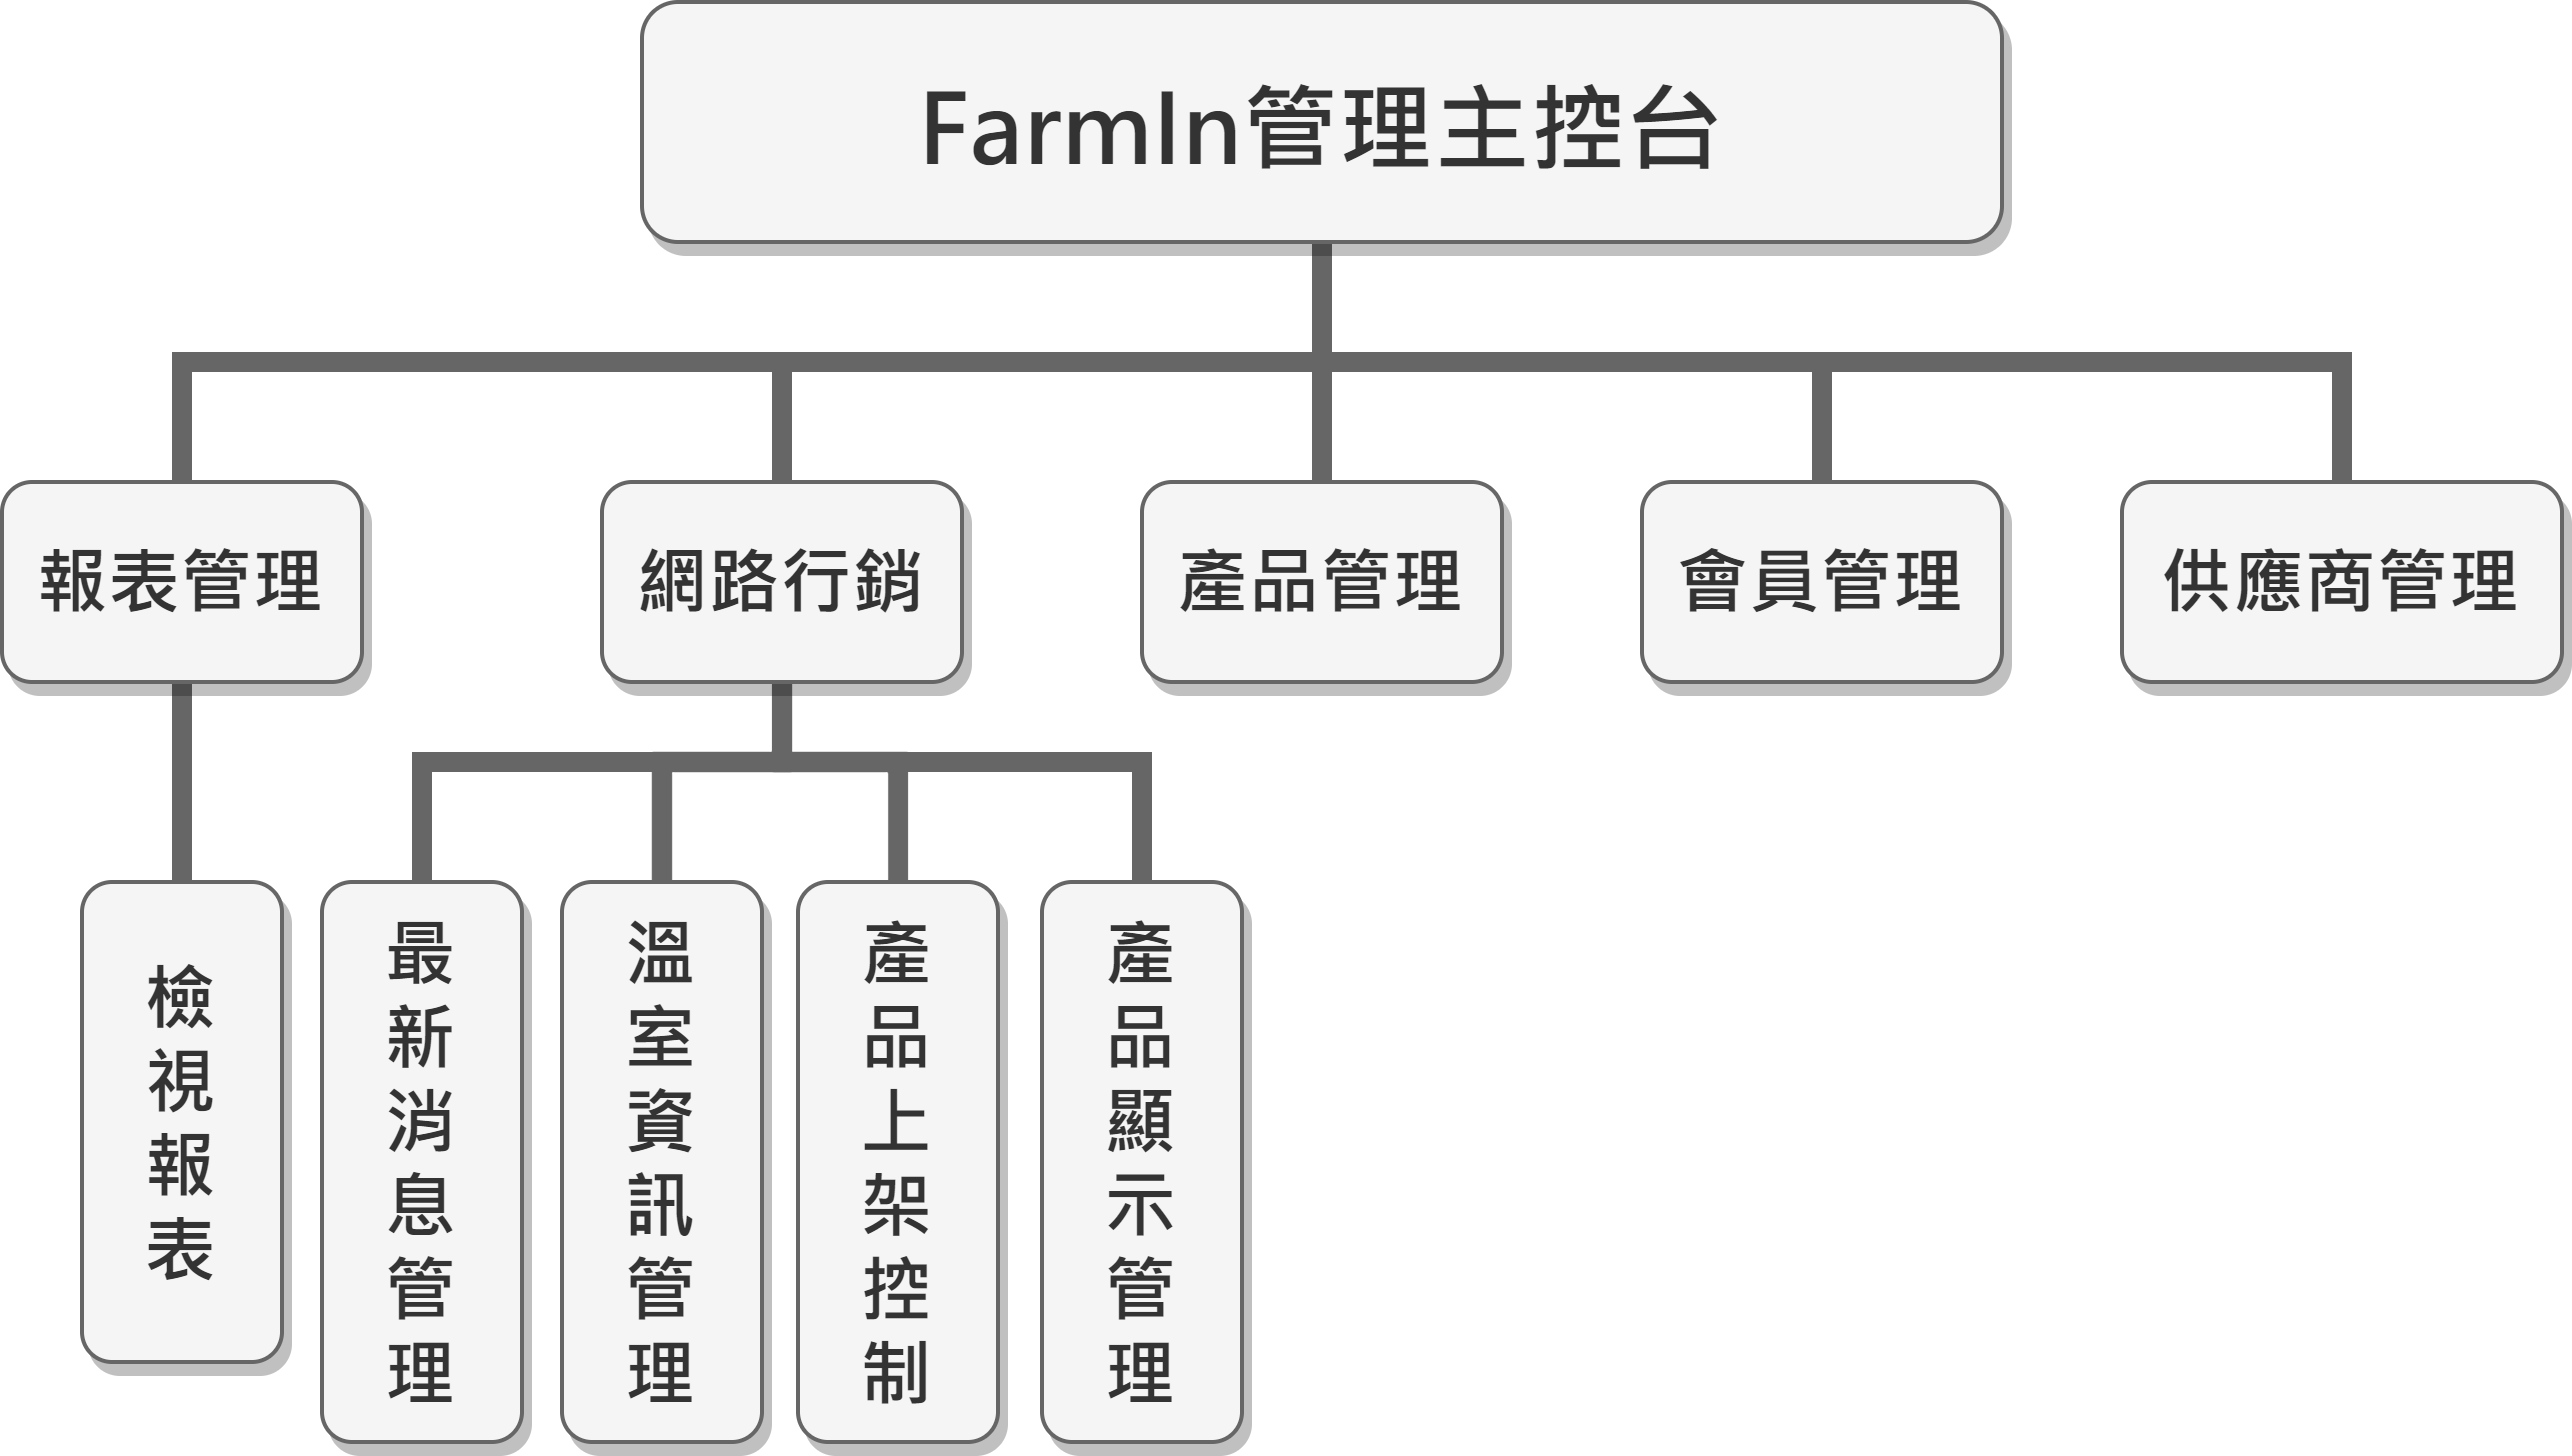 FarmIn管理主控台
報表管理
網路行銷
產品管理
會員管理
供應商管理
檢視報表
最新消息管理
溫室資訊管理
產品上架控制
產品顯示管理